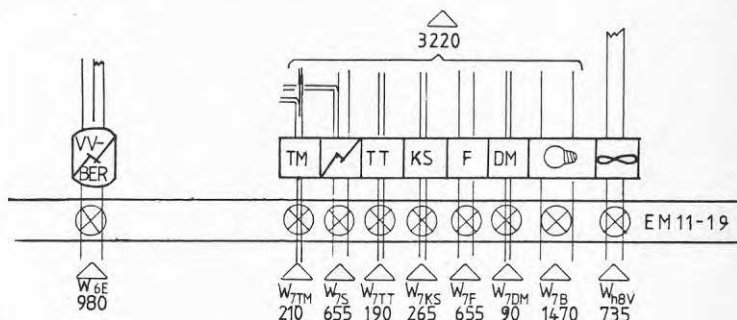 3220
VV-
BER
TM TT KS F DM
EM 11-19
W6E
980
W7TM W7S W7TT W7KS W7F W7DM W7B Wh8V
210 655 190 265 655 90 1470 735